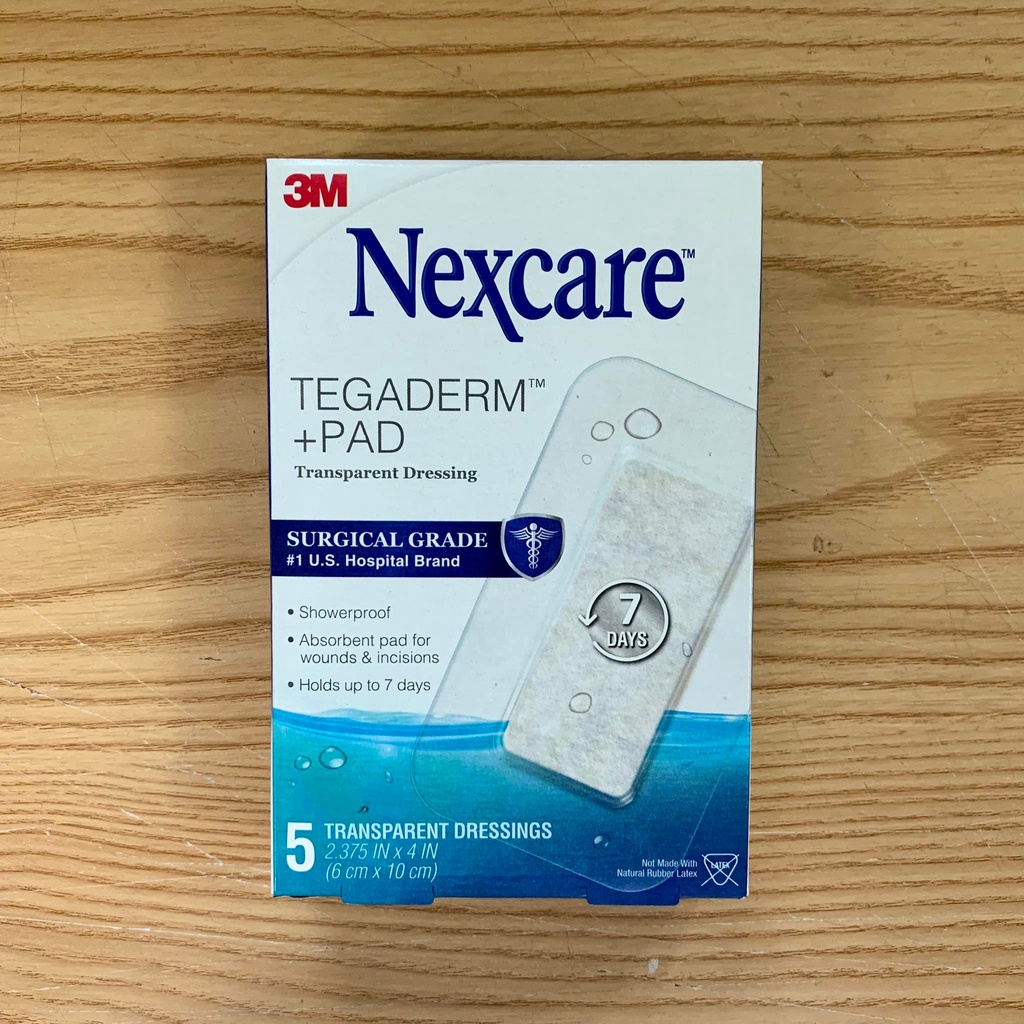 3M
Nexcare™
TEGADERM™
+PAD
Transparent Dressing
SURGICAL GRADE
#1 U.S. Hospital Brand
• Showerproof
• Absorbent pad for
wounds & incisions
• Holds up to 7 days
7
DAYS
5 TRANSPARENT DRESSINGS
2.375 IN x 4 IN
(6 cm x 10 cm)
Not Made With
Natural Rubber Latex
LATEX